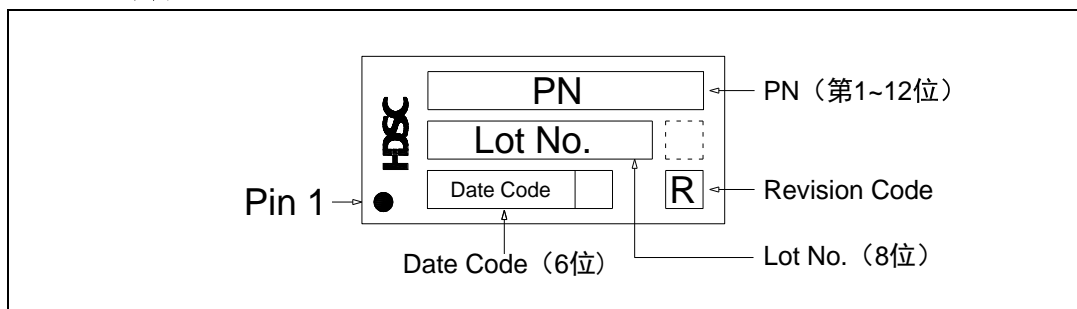 PN
PN（第1~12位）
HDSC
Lot No.
Date Code
R
Revision Code
Pin 1
Date Code（6位）
Lot No.（8位）